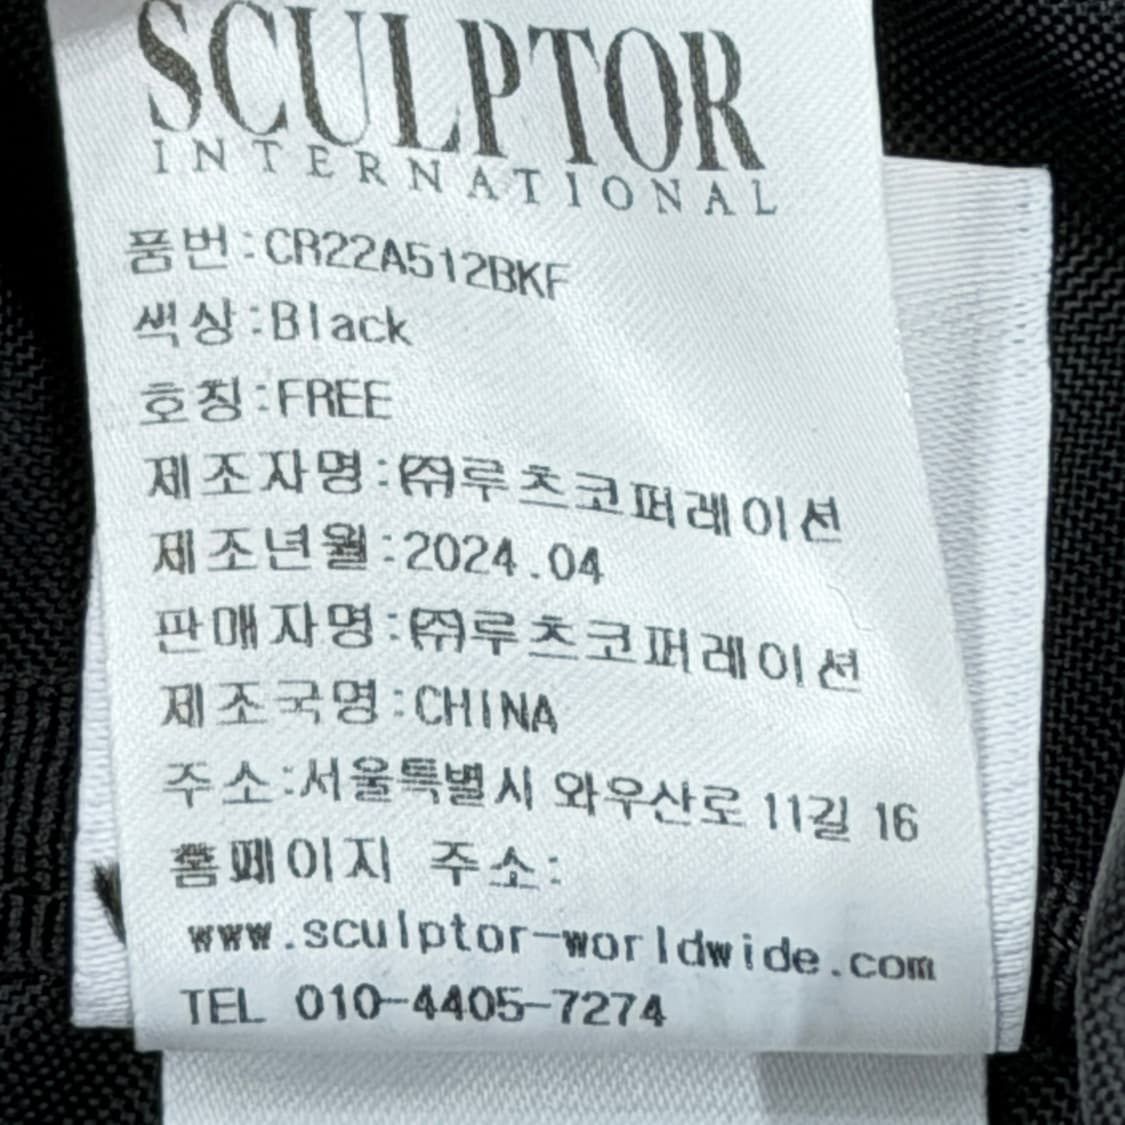 SCULPTOR
INTERNATIONAL
품번:CR22A512BKF
색상:Black
호칭:FREE
제조자명:㈜루츠코퍼레이션
제조년월:2024.04
판매자명:㈜루츠코퍼레이션
제조국명:CHINA
주소:서울특별시 와우산로 11길 16
홈페이지 주소:
www.sculptor-worldwide.com
TEL 010-4405-7274